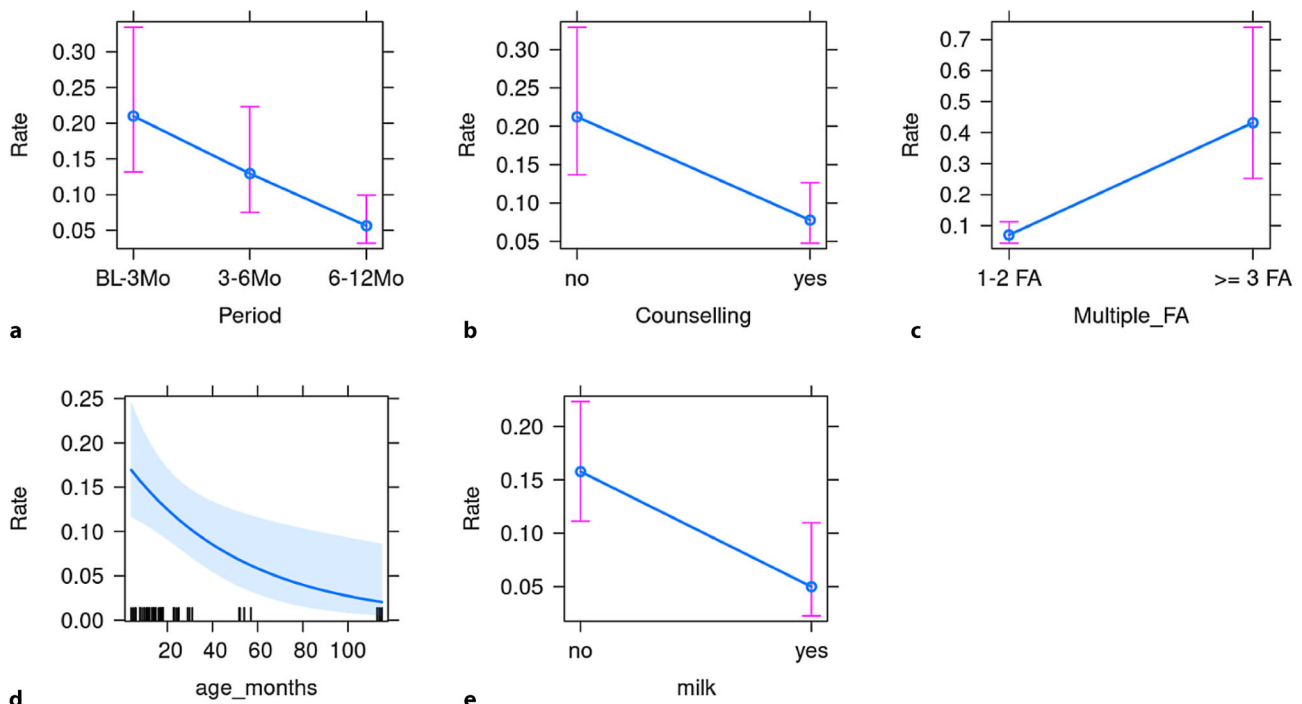 0.30
0.25
0.20
0.15
0.10
0.05
Rate
BL-3Mo 3-6Mo 6-12Mo
Period
a
0.30
0.25
0.20
0.15
0.10
0.05
Rate
no yes
Counselling
b
0.7
0.6
0.5
0.4
0.3
0.2
0.1
Rate
1-2 FA >= 3 FA
Multiple_FA
c
0.25
0.20
0.15
0.10
0.05
0.00
Rate
20 40 60 80 100
age_months
d
0.20
0.15
0.10
0.05
Rate
no yes
milk
e